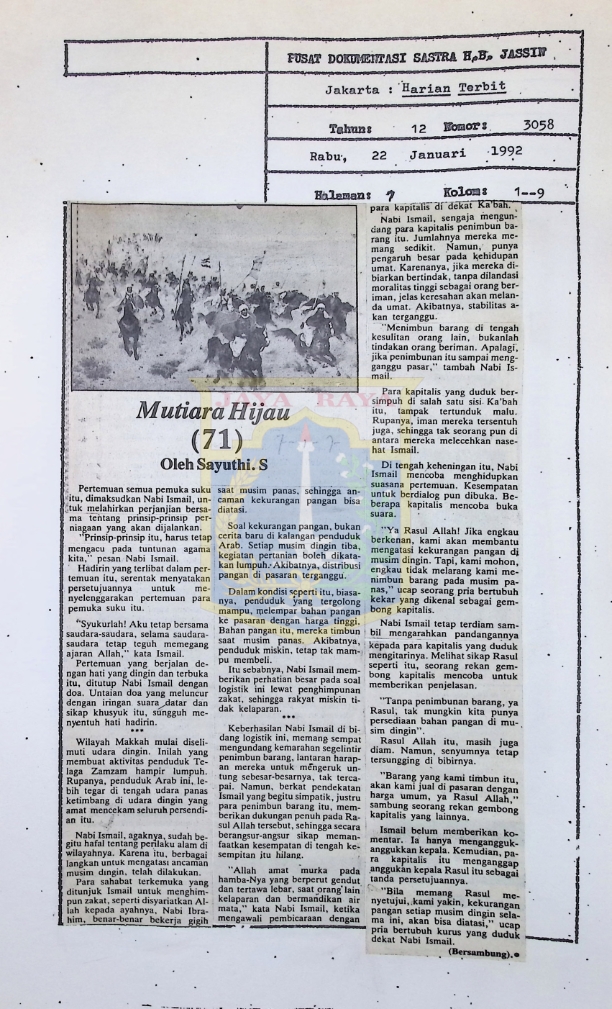 PUSAT DOKUMENTASI SASTRA H.B. JASSIN
Jakarta : Harian Terbit
Tahun: 12 Nomor: 3058
Rabu, 22 Januari 1992
Halaman: 7 Kolom: 1--9
JAYA RAYA
Mutiara Hijau
(71)
Oleh Sayuthi. S
Pertemuan semua pemuka suku
itu, dimaksudkan Nabi Ismail, un-
tuk melahirkan perjanjian bersa-
ma tentang prinsip-prinsip per-
niagaan yang akan dijalankan.
"Prinsip-prinsip itu, harus tetap
mengacu pada tuntunan agama
kita," pesan Nabi Ismail.
Hadirin yang terlibat dalam per-
temuan itu, serentak menyatakan
persetujuannya untuk me-
nyelenggarakan pertemuan para
pemuka suku itu.
"Syukurlah! Aku tetap bersama
saudara-saudara, selama saudara-
saudara tetap teguh memegang
ajaran Allah," kata Ismail.
Pertemuan yang berjalan de-
ngan hati yang dingin dan terbuka
itu, ditutup Nabi Ismail dengan
doa. Untaian doa yang meluncur
dengan iringan suara datar dan
sikap khusyuk itu, sungguh me-
nyentuh hati hadirin.
***
Wilayah Makkah mulai diseli-
muti udara dingin. Inilah yang
membuat aktivitas penduduk Te-
laga Zamzam hampir lumpuh.
Rupanya, penduduk Arab ini, le-
bih tegar di tengah udara panas
ketimbang di udara dingin yang
amat mencekam seluruh persendi-
an itu.
Nabi Ismail, agaknya, sudah be-
gitu hafal tentang perilaku alam di
wilayahnya. Karena itu, berbagai
langkah untuk mengatasi ancaman
musim dingin, telah dilakukan.
Para sahabat terkemuka yang
ditunjuk Ismail untuk menghim-
pun zakat, seperti disyariatkan Al-
lah kepada ayahnya, Nabi Ibra-
him, benar-benar bekerja gigih
saat musim panas, sehingga an-
caman kekurangan pangan bisa
diatasi.
Soal kekurangan pangan, bukan
cerita baru di kalangan penduduk
Arab. Setiap musim dingin tiba,
kegiatan pertanian boleh dikata-
kan lumpuh. Akibatnya, distribusi
pangan di pasar terganggu.
Dalam kondisi seperti itu, biasa-
nya, penduduk yang tergolong
mampu, melempar bahan pangan
ke pasaran dengan harga tinggi.
Bahan pangan itu, mereka timbun
saat musim panas. Akibatnya,
penduduk miskin, tetap tak mam-
pu membeli.
Itu sebabnya, Nabi Ismail mem-
berikan perhatian besar pada soal
logistik ini lewat penghimpunan
zakat, sehingga rakyat miskin ti-
dak kelaparan.
***
Keberhasilan Nabi Ismail di bi-
dang logistik ini, memang sempat
mengundang kemarahan segelintir
penimbun barang, lantaran harap-
an mereka untuk mengeruk un-
tung sebesar-besarnya, tak terca-
pai. Namun, berkat pendekatan
Ismail yang begitu simpatik, justru
para penimbun barang itu, mem-
berikan dukungan penuh pada Ra-
sul Allah tersebut, sehingga secara
berangsur-angsur sikap meman-
faatkan kesempatan di tengah ke-
sempitan itu hilang.
"Allah amat murka pada
hamba-Nya yang berperut gendut
dan tertawa lebar, saat orang lain
kelaparan dan bermandikan air
mata," kata Nabi Ismail, ketika
mengawali pembicaraan dengan
para kapitalis di dekat Ka'bah.
Nabi Ismail, sengaja mengun-
dang para kapitalis penimbun ba-
rang itu. Jumlahnya mereka me-
mang sedikit. Namun, punya
pengaruh besar pada kehidupan
umat. Karenanya, jika mereka di-
biarkan bertindak, tanpa dilandasi
moralitas tinggi sebagai orang ber-
iman, jelas keresahan akan melan-
da umat. Akibatnya, stabilitas a-
kan terganggu.
"Menimbun barang di tengah
kesulitan orang lain, bukanlah
tindakan orang beriman. Apalagi,
jika penimbunan itu sampai meng-
ganggu pasar," tambah Nabi Is-
mail.
Para kapitalis yang duduk ber-
simpuh di salah satu sisi Ka'bah
itu, tampak tertunduk malu.
Rupanya, iman mereka tersentuh
juga, sehingga tak seorang pun di
antara mereka melecehkan nase-
hat Ismail.
Di tengah keheningan itu, Nabi
Ismail mencoba menghidupkan
suasana pertemuan. Kesempatan
untuk berdialog pun dibuka. Be-
berapa kapitalis mencoba buka
suara.
"Ya Rasul Allah! Jika engkau
berkenan, kami akan membantu
mengatasi kekurangan pangan di
musim dingin. Tapi, kami mohon,
engkau tidak melarang kami me-
nimbun barang pada musim pa-
nas," ucap seorang pria bertubuh
kekar yang dikenal sebagai gem-
bong kapitalis.
Nabi Ismail tetap terdiam sam-
bil mengarahkan pandangannya
kepada para kapitalis yang duduk
mengitarinya. Melihat sikap Rasul
seperti itu, seorang rekan gem-
bong kapitalis mencoba untuk
memberikan penjelasan.
"Tanpa penimbunan barang, ya
Rasul, tak mungkin kita punya
persediaan bahan pangan di mu-
sim dingin".
Rasul Allah itu, masih juga
diam. Namun, senyumnya tetap
tersungging di bibirnya.
"Barang yang kami timbun itu,
akan kami jual di pasaran dengan
harga umum, ya Rasul Allah,"
sambung seorang rekan gembong
kapitalis yang lainnya.
Ismail belum memberikan ko-
mentar. Ia hanya mengangguk-
anggukkan kepala. Kemudian, pa-
ra kapitalis itu menganggap
anggukan kepala Rasul itu sebagai
tanda persetujuannya.
"Bila memang Rasul me-
nyetujui, kami yakin, kekurangan
pangan setiap musim dingin sela-
ma ini, akan bisa diatasi," ucap
pria bertubuh kurus yang duduk
dekat Nabi Ismail.
(Bersambung).●